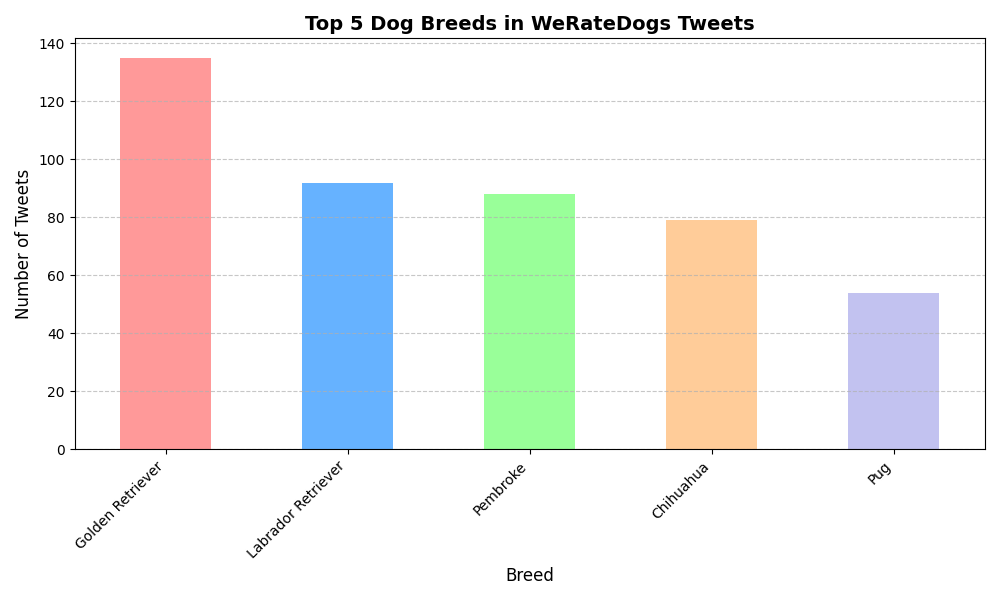 Top 5 Dog Breeds in WeRateDogs Tweets
Number of Tweets
140
120
100
80
60
40
20
0
Golden Retriever
Labrador Retriever
Pembroke
Chihuahua
Pug
Breed